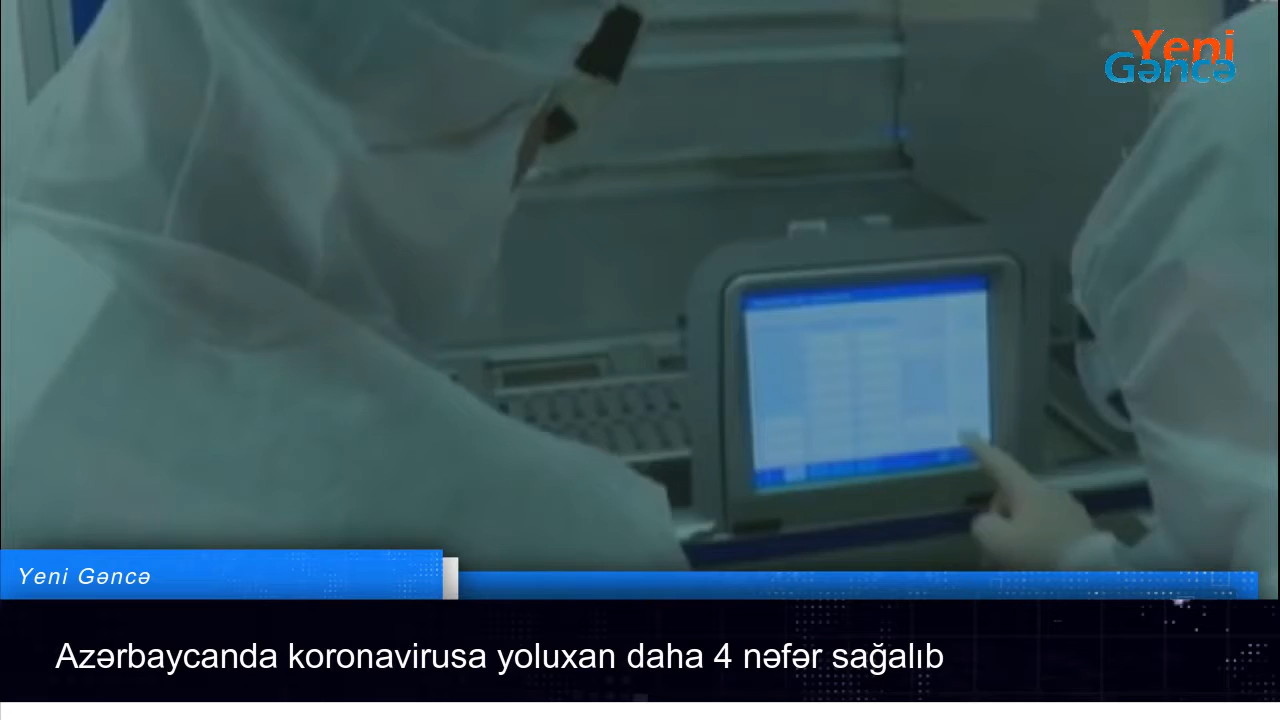 Yeni
Gəncə
Yeni Gəncə
Azərbaycanda koronavirusa yoluxan daha 4 nəfər sağalıb